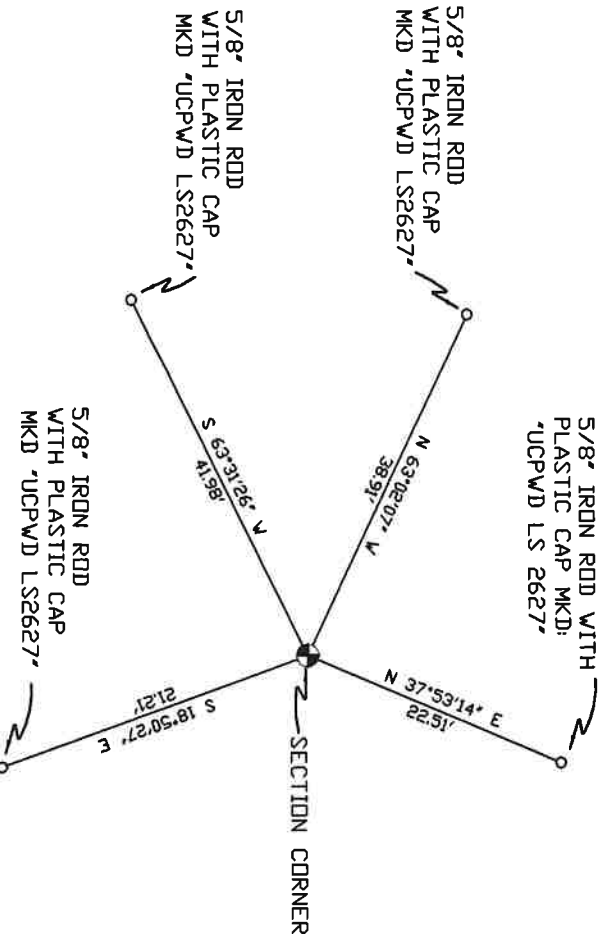 5/8" IRON ROD
WITH PLASTIC CAP
MKD "UCPWD LS2627"
5/8" IRON ROD WITH
PLASTIC CAP MKD:
"UCPWD LS 2627"
N 63°02'07" W
38.91'
N 37°53'14" E
22.51'
SECTION CORNER
5/8" IRON ROD
WITH PLASTIC CAP
MKD "UCPWD LS2627"
S 63°31'26" W
41.98'
S 18°50'27" E
21.21'
5/8" IRON ROD
WITH PLASTIC CAP
MKD "UCPWD LS2627"